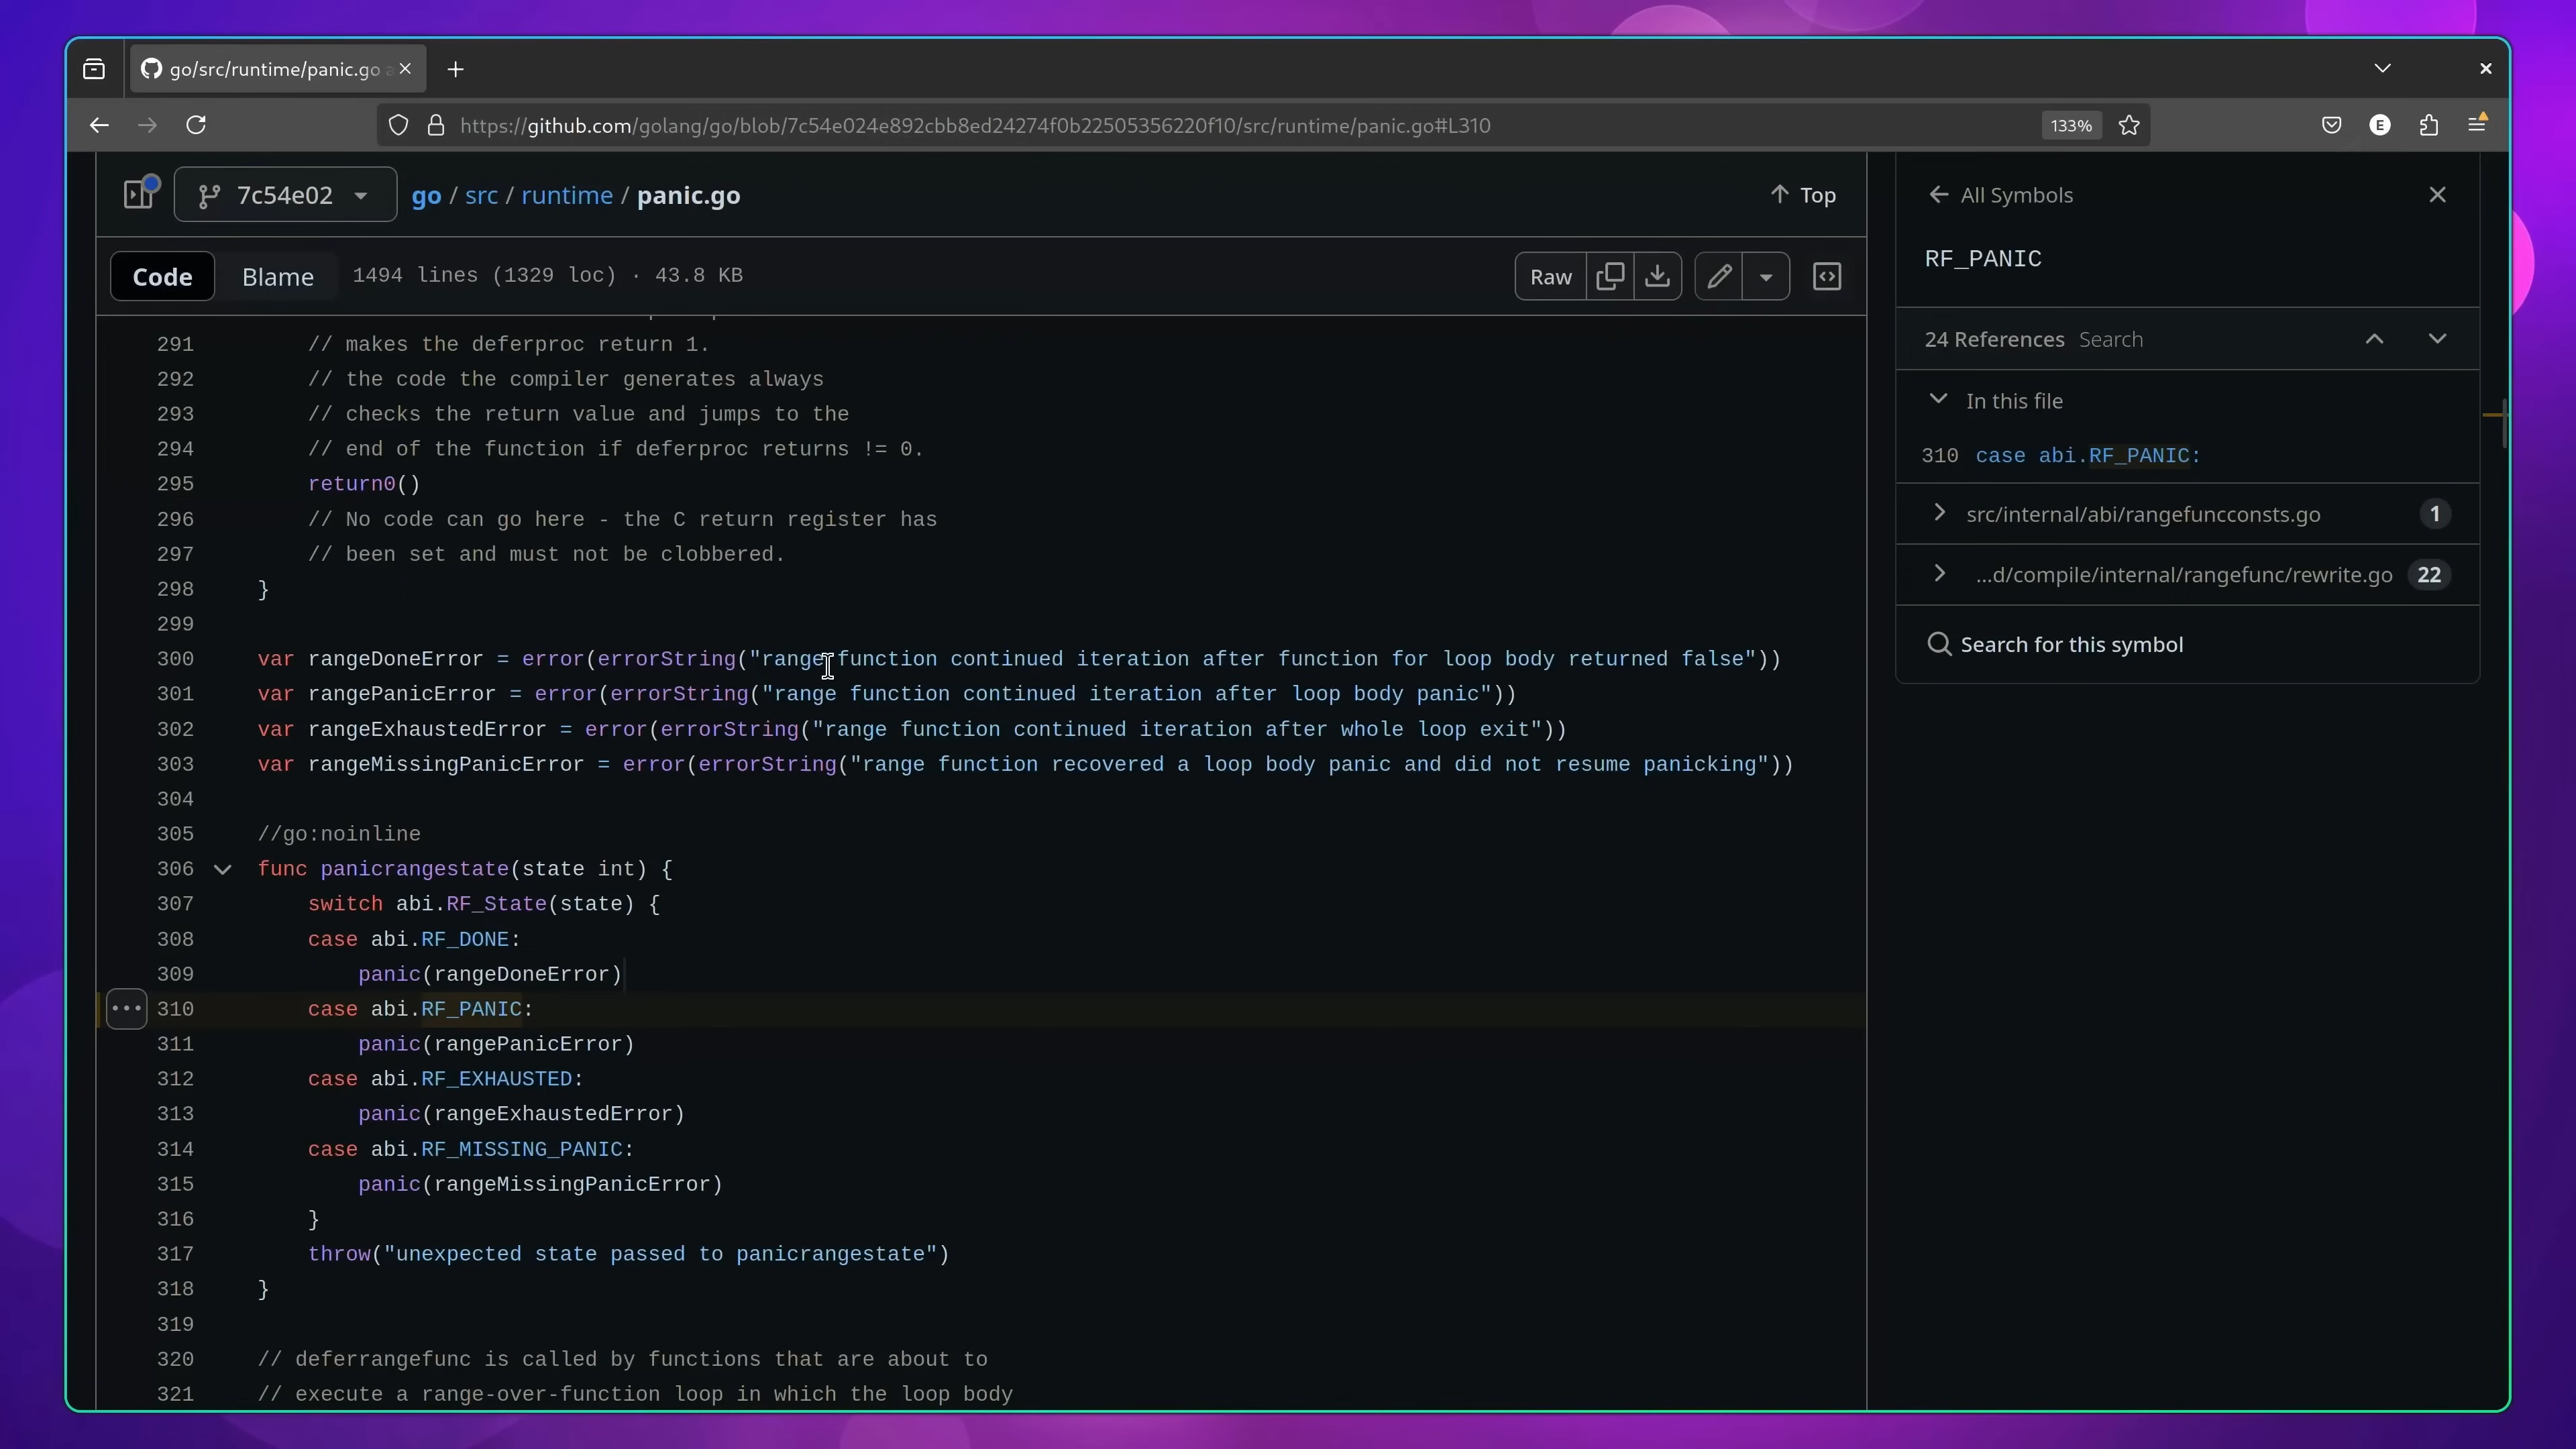 go/src/runtime/panic.go
https://github.com/golang/go/blob/7c54e024e892cbb8ed24274f0b22505356220f10/src/runtime/panic.go#L310
133%
E
7c54e02
go / src / runtime / panic.go
Top
Code
Blame
1494 lines (1329 loc) · 43.8 KB
Raw
291 // makes the deferproc return 1.
292 // the code the compiler generates always
293 // checks the return value and jumps to the
294 // end of the function if deferproc returns != 0.
295 return0()
296 // No code can go here - the C return register has
297 // been set and must not be clobbered.
298 }
299
300 var rangeDoneError = error(errorString("range function continued iteration after function for loop body returned false"))
301 var rangePanicError = error(errorString("range function continued iteration after loop body panic"))
302 var rangeExhaustedError = error(errorString("range function continued iteration after whole loop exit"))
303 var rangeMissingPanicError = error(errorString("range function recovered a loop body panic and did not resume panicking"))
304
305 //go:noinline
306 func panicrangestate(state int) {
307 switch abi.RF_State(state) {
308 case abi.RF_DONE:
309 panic(rangeDoneError)
310 case abi.RF_PANIC:
311 panic(rangePanicError)
312 case abi.RF_EXHAUSTED:
313 panic(rangeExhaustedError)
314 case abi.RF_MISSING_PANIC:
315 panic(rangeMissingPanicError)
316 }
317 throw("unexpected state passed to panicrangestate")
318 }
319
320 // deferrangefunc is called by functions that are about to
321 // execute a range-over-function loop in which the loop body
All Symbols
RF_PANIC
24 References Search
In this file
310 case abi.RF_PANIC:
src/internal/abi/rangefuncconsts.go 1
...d/compile/internal/rangefunc/rewrite.go 22
Search for this symbol